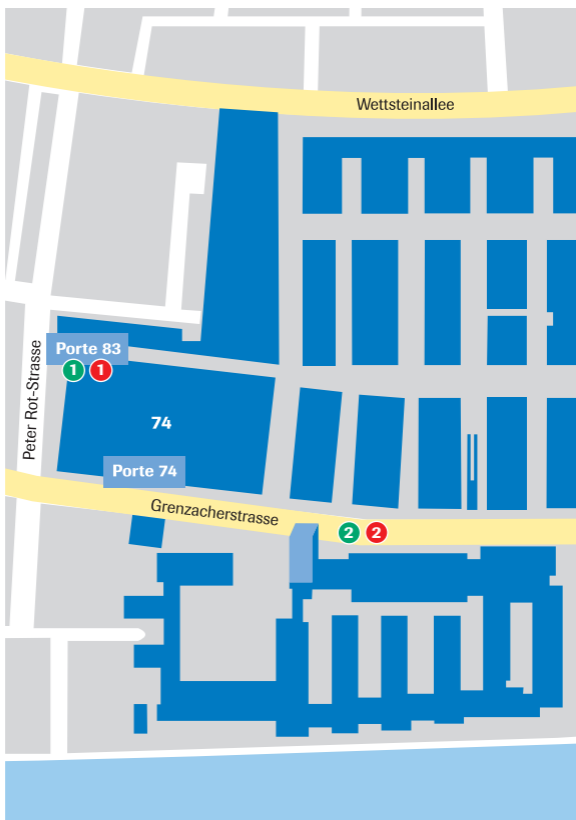 Wettsteinallee
Peter Rot-Strasse
Porte 83
1 1
74
Porte 74
Grenzacherstrasse
2 2